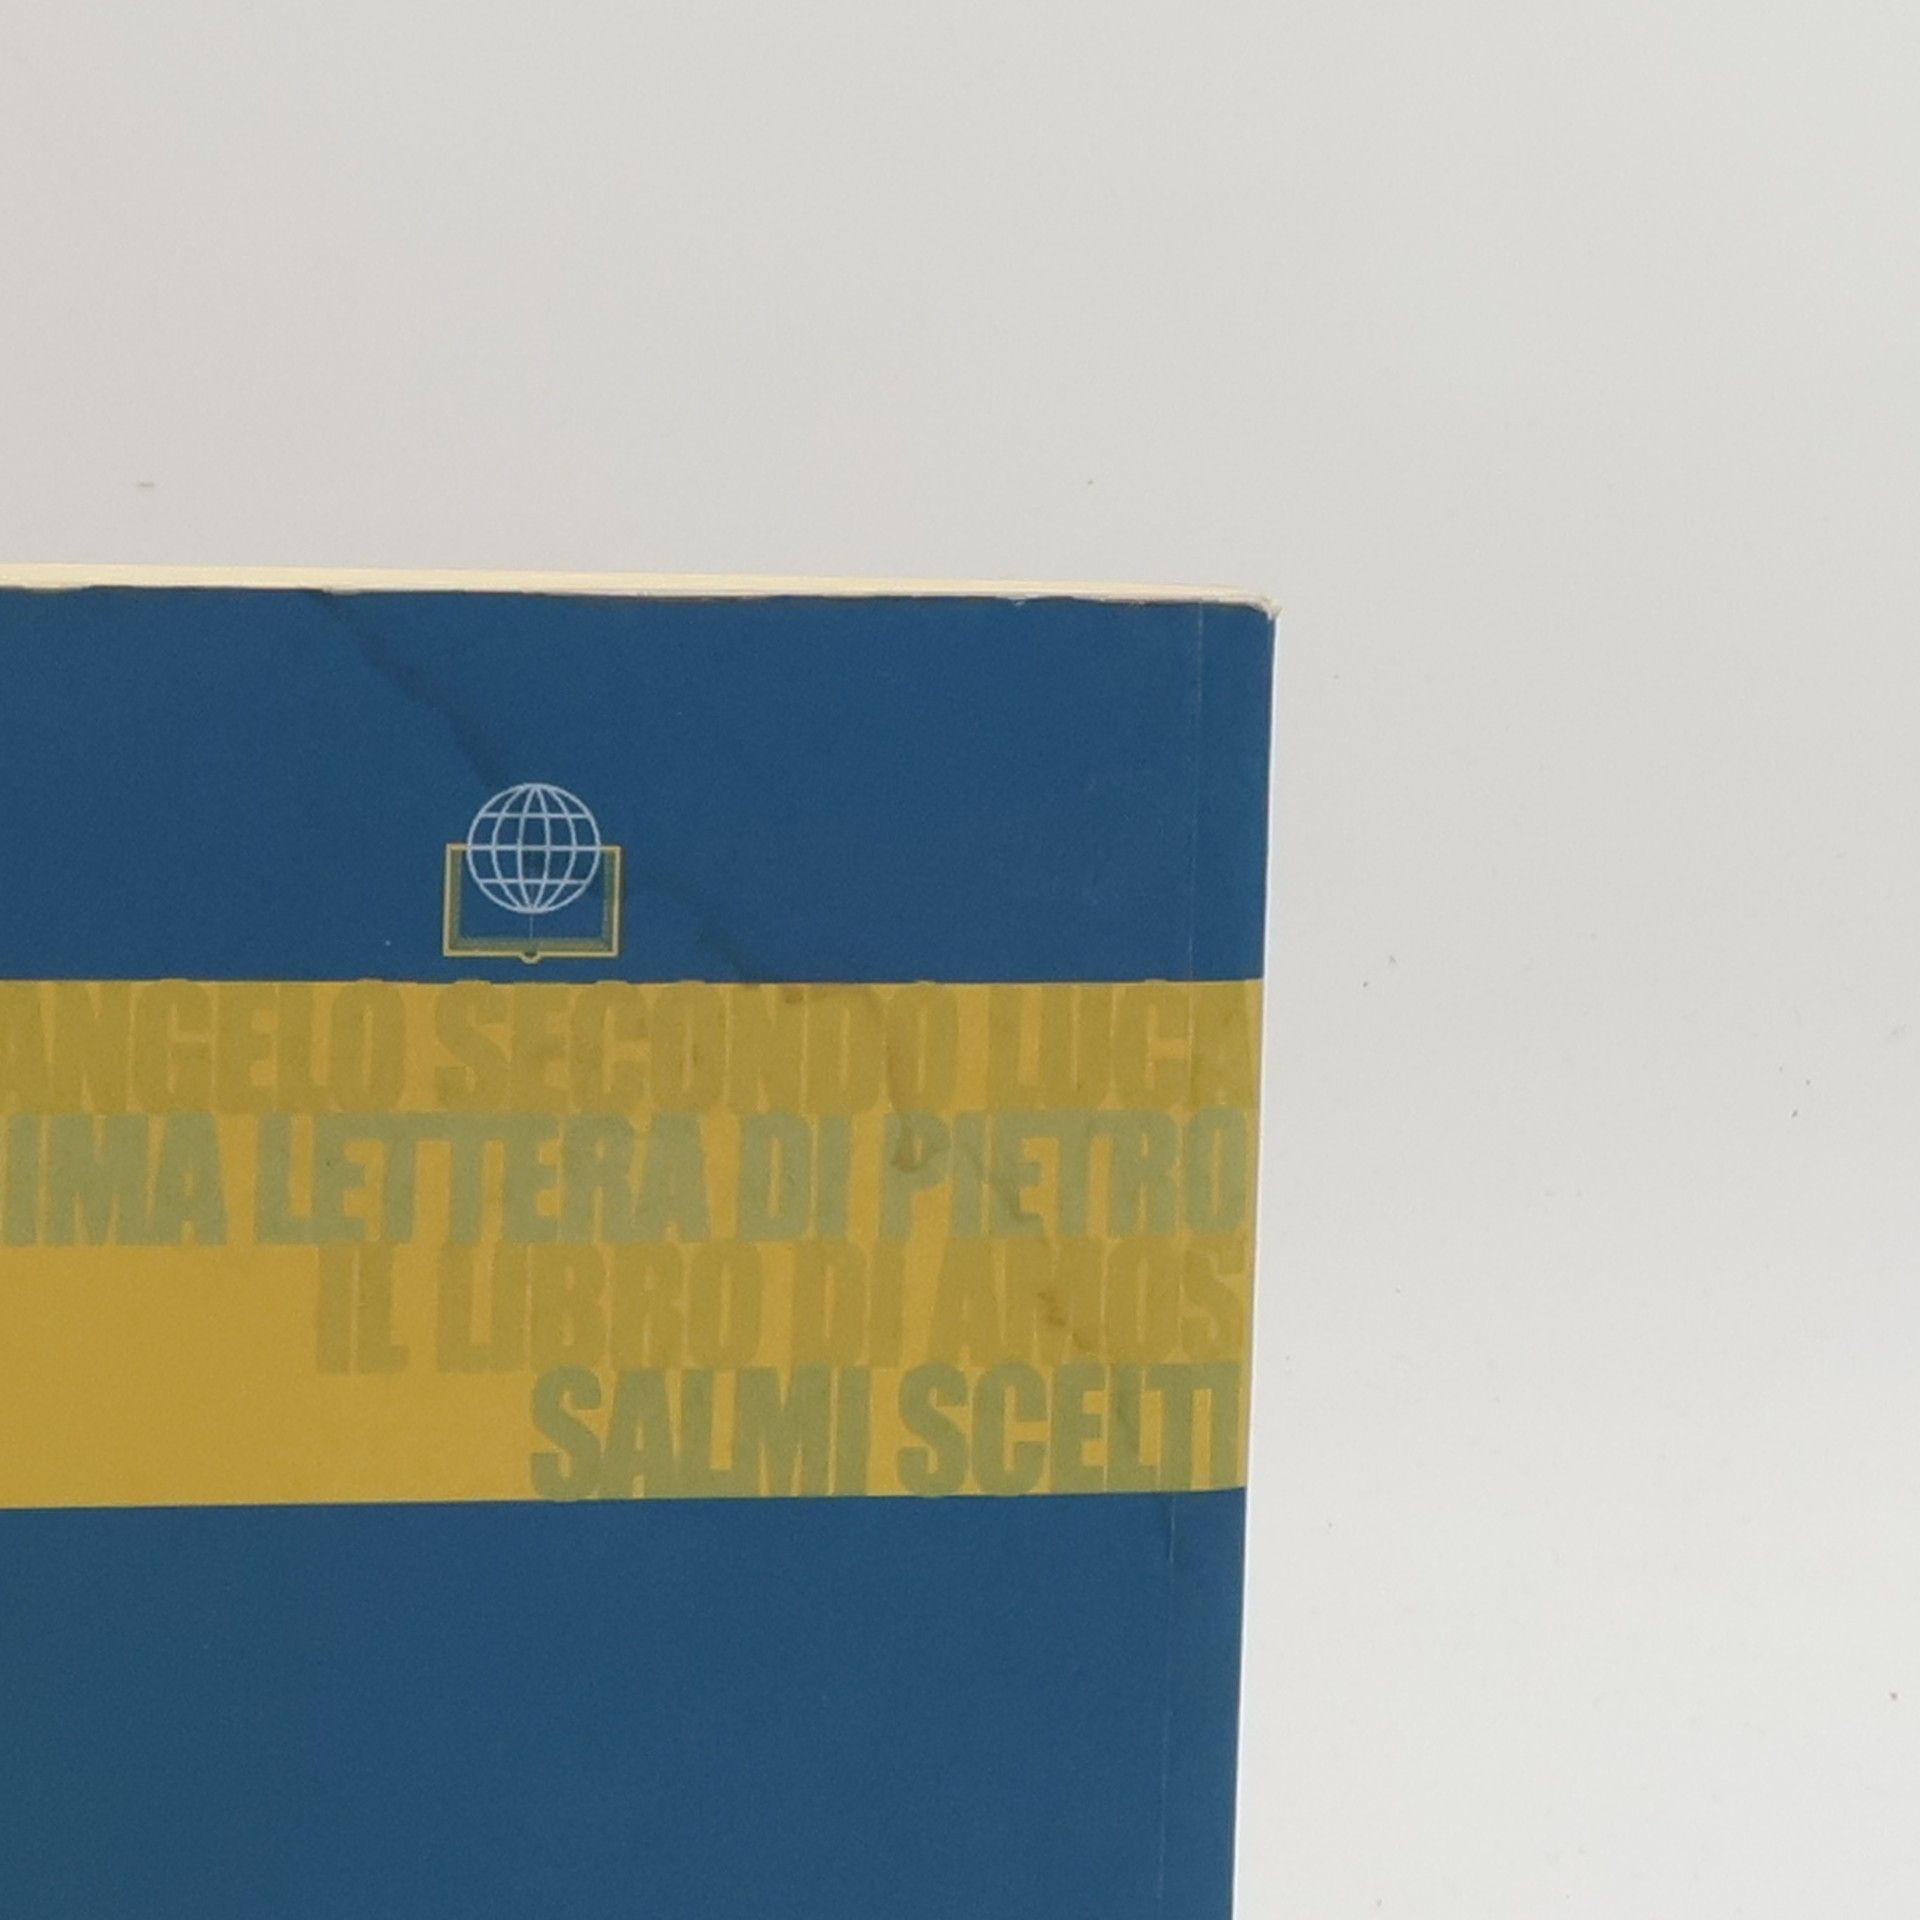 ANGELO SECONDO LUCA
IMA LETTERA DI PIETRO
IL LIBRO DI AMOS
SALMI SCELTI